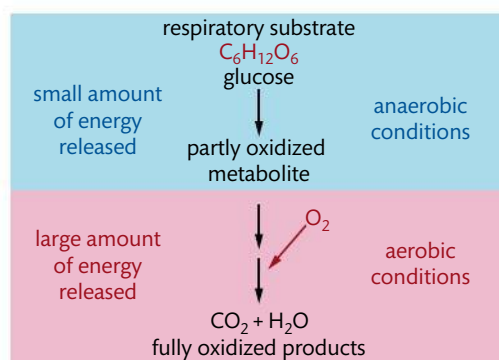 respiratory substrate
C₆H₁₂O₆
glucose
small amount
of energy
released
anaerobic
conditions
partly oxidized
metabolite
O₂
large amount
of energy
released
aerobic
conditions
CO₂ + H₂O
fully oxidized products